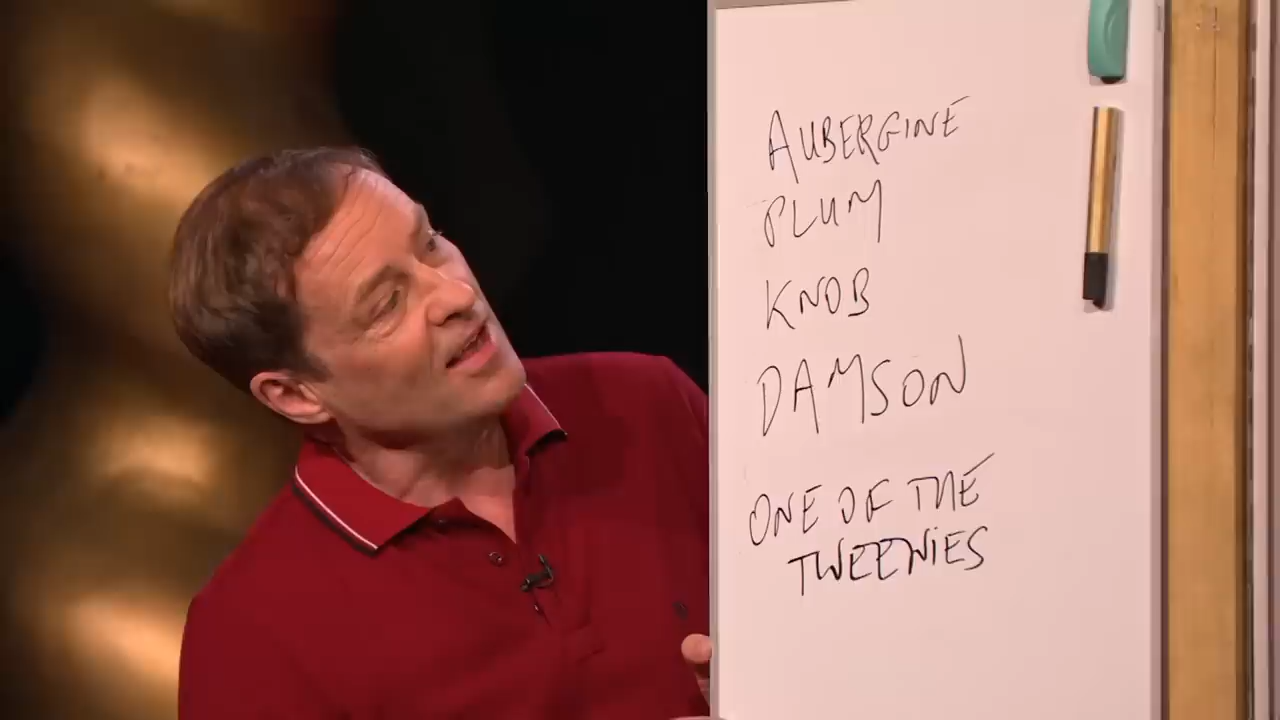 AUBERGINE
PLUM
KNOB
DAMSON
ONE OF THE
TWEENIES